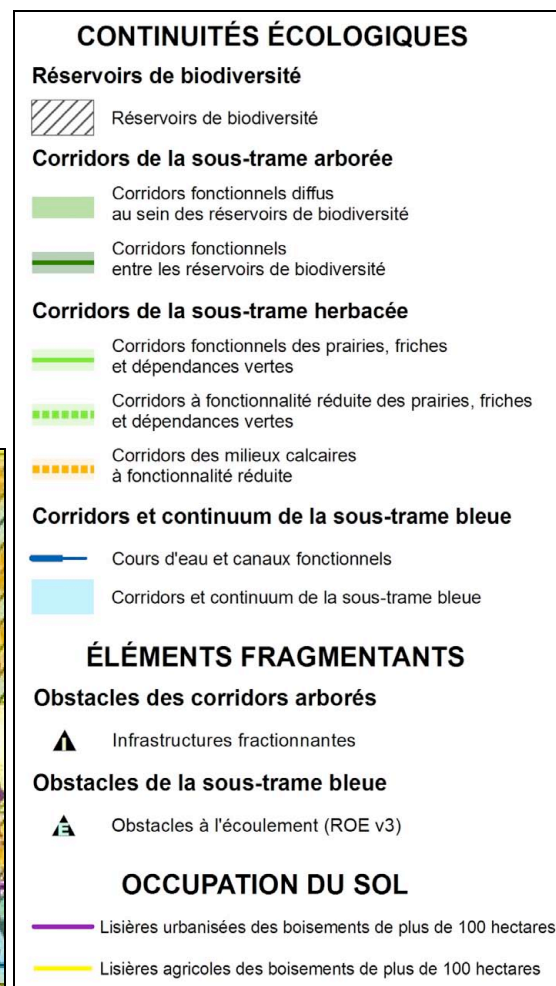 CONTINUITÉS ÉCOLOGIQUES
Réservoirs de biodiversité
Réservoirs de biodiversité
Corridors de la sous-trame arborée
Corridors fonctionnels diffus
au sein des réservoirs de biodiversité
Corridors fonctionnels
entre les réservoirs de biodiversité
Corridors de la sous-trame herbacée
Corridors fonctionnels des prairies, friches
et dépendances vertes
Corridors à fonctionnalité réduite des prairies, friches
et dépendances vertes
Corridors des milieux calcaires
à fonctionnalité réduite
Corridors et continuum de la sous-trame bleue
Cours d'eau et canaux fonctionnels
Corridors et continuum de la sous-trame bleue
ÉLÉMENTS FRAGMENTANTS
Obstacles des corridors arborés
I Infrastructures fractionnantes
Obstacles de la sous-trame bleue
E Obstacles à l'écoulement (ROE v3)
OCCUPATION DU SOL
Lisières urbanisées des boisements de plus de 100 hectares
Lisières agricoles des boisements de plus de 100 hectares